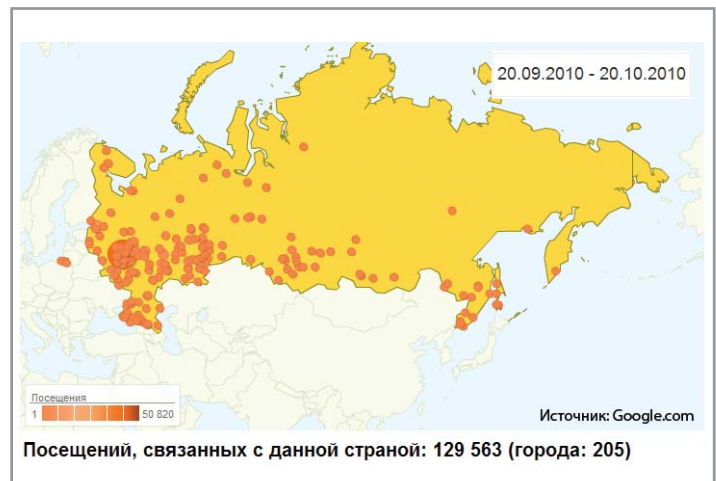 20.09.2010 - 20.10.2010
Посещения
1 50 820
Источник: Google.com
Посещений, связанных с данной страной: 129 563 (города: 205)